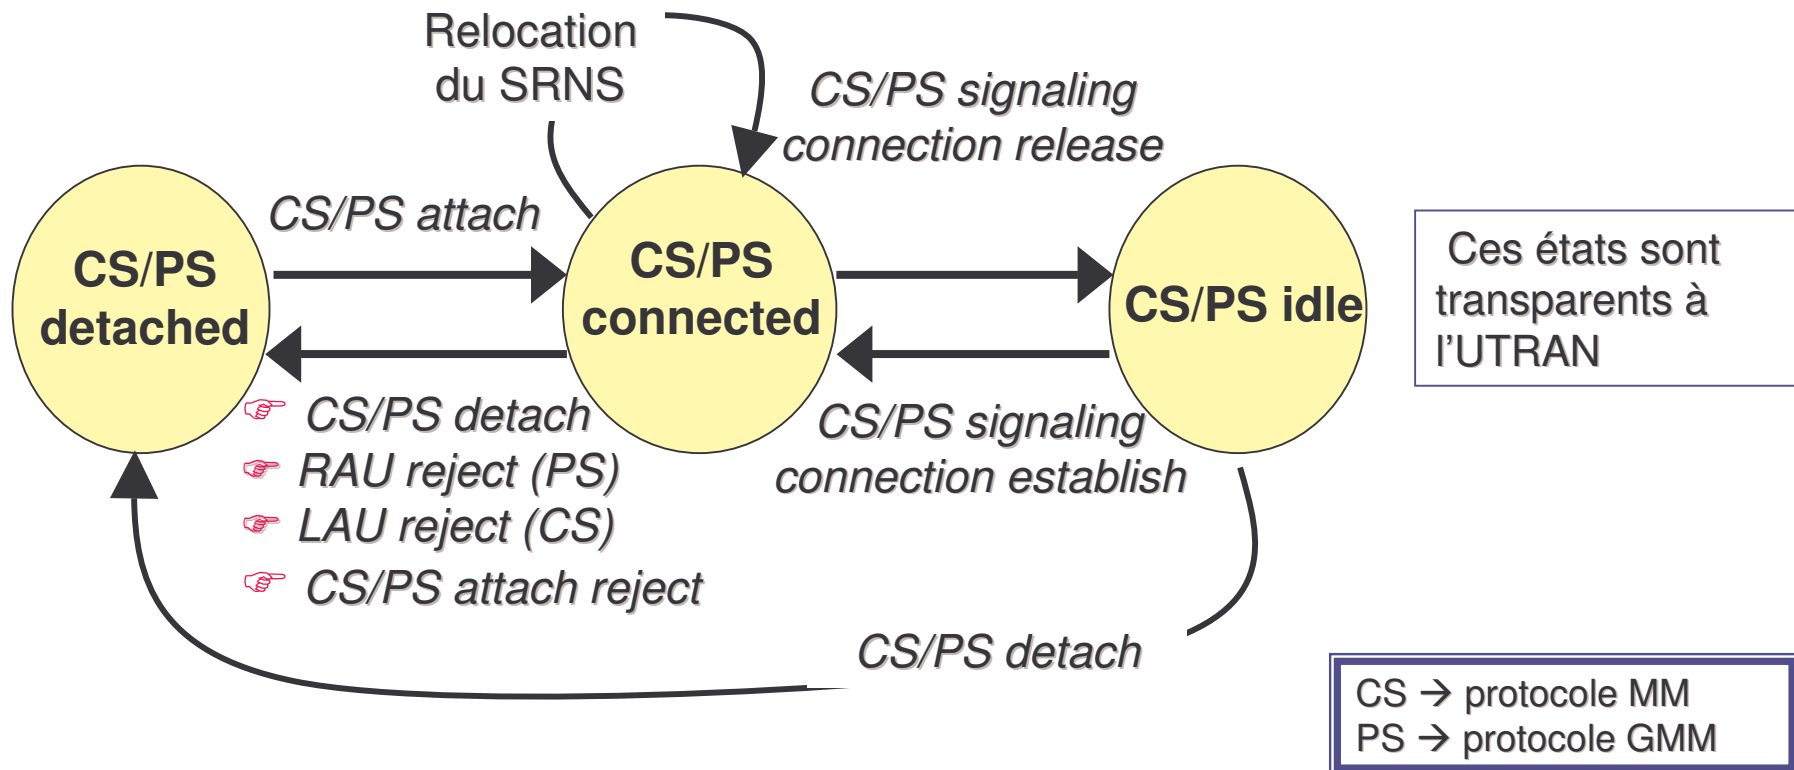 Relocation
du SRNS
CS/PS signaling
connection release
CS/PS attach
CS/PS
detached
CS/PS
connected
CS/PS idle
Ces états sont
transparents à
l'UTRAN
☞ CS/PS detach
☞ RAU reject (PS)
☞ LAU reject (CS)
☞ CS/PS attach reject
CS/PS signaling
connection establish
CS/PS detach
CS → protocole MM
PS → protocole GMM